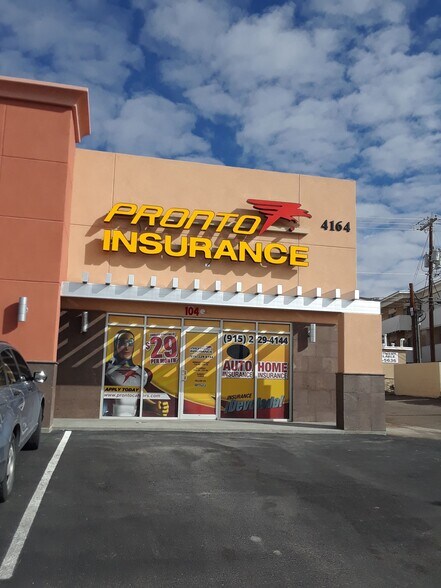 PRONTO
INSURANCE
4164
104
$29
PER MONTH
(915) 2 29-4144
AUTO HOME
INSURANCE INSURANCE
APPLY TODAY
INSURANCE